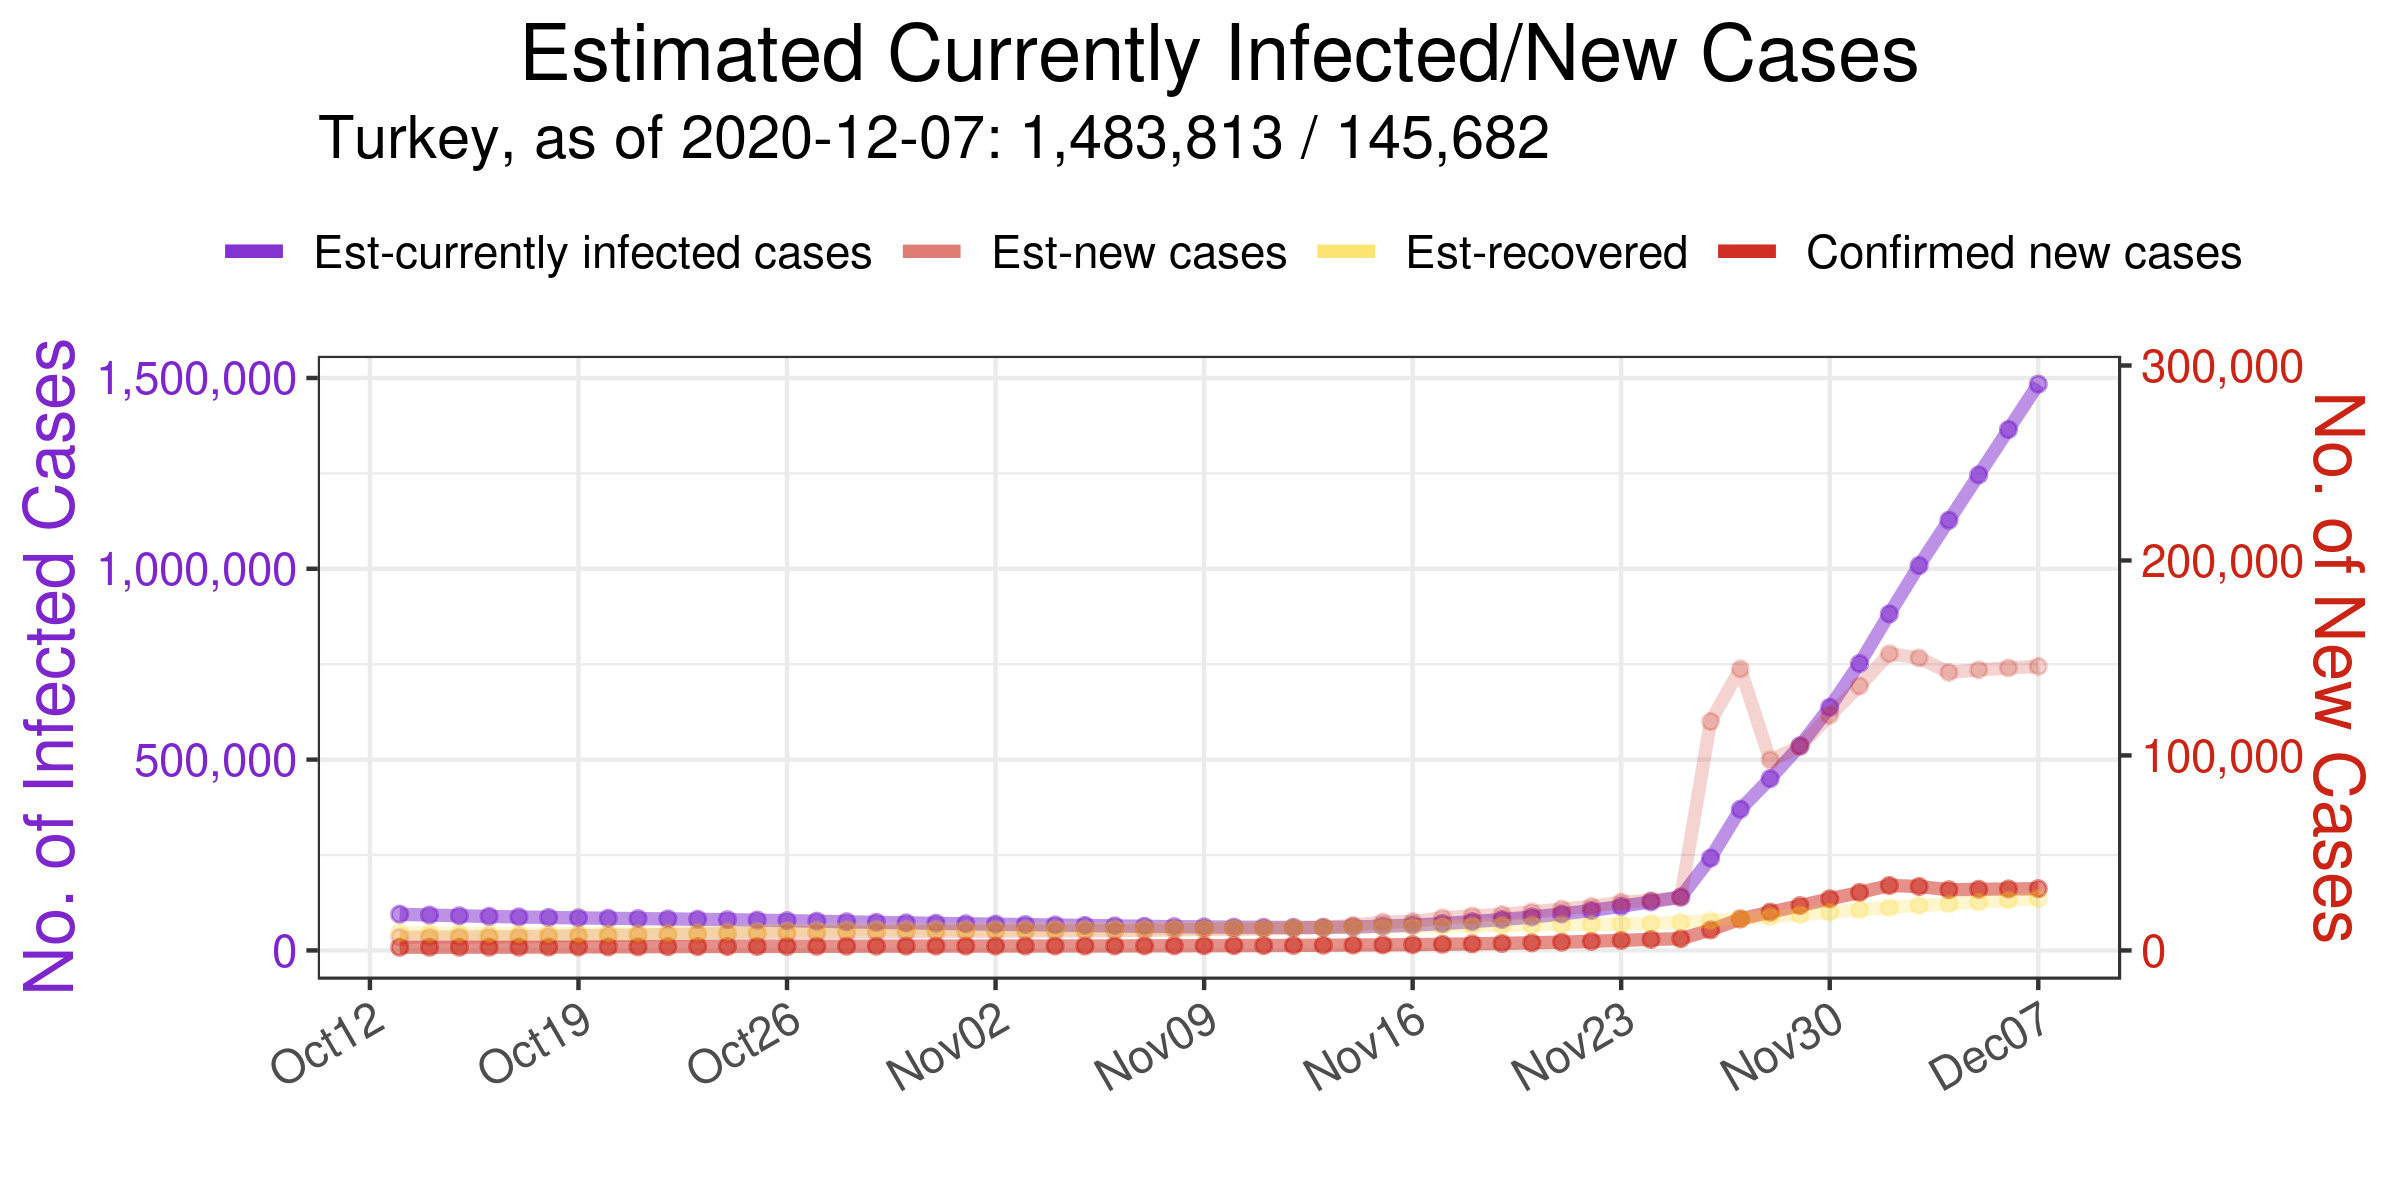 Estimated Currently Infected/New Cases
Turkey, as of 2020-12-07: 1,483,813 / 145,682
Est-currently infected cases Est-new cases Est-recovered Confirmed new cases
No. of Infected Cases
1,500,000
1,000,000
500,000
0
300,000
200,000
100,000
0
No. of New Cases
Oct12 Oct19 Oct26 Nov02 Nov09 Nov16 Nov23 Nov30 Dec07